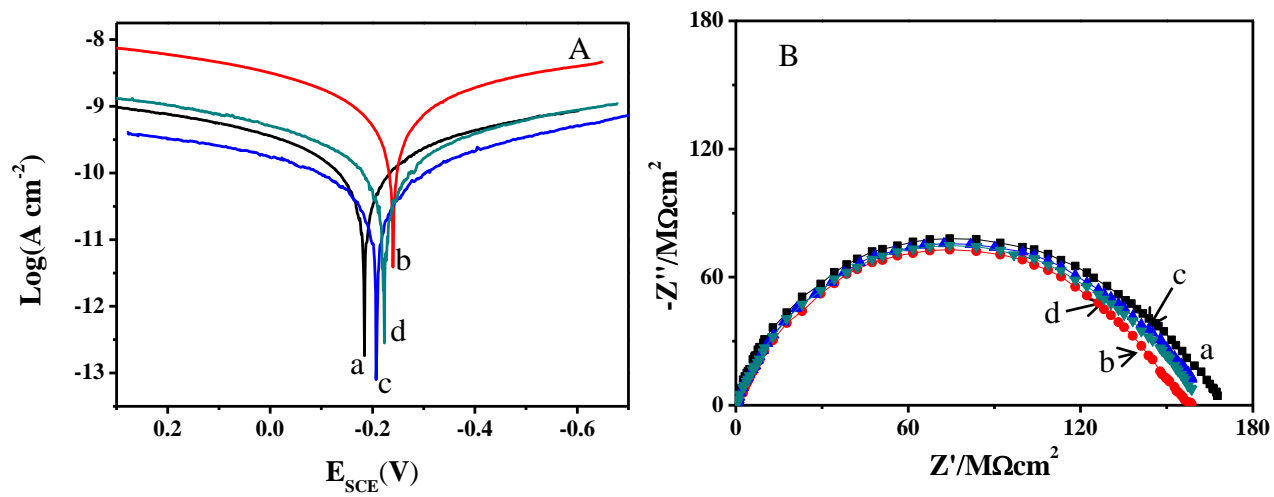 A
-8
-9
-10
-11
-12
-13
Log(A cm⁻²)
b
d
a
c
0.2 0.0 -0.2 -0.4 -0.6
E_SCE(V)
B
180
120
60
0
-Z''/MΩcm²
c
d
a
b
0 60 120 180
Z'/MΩcm²